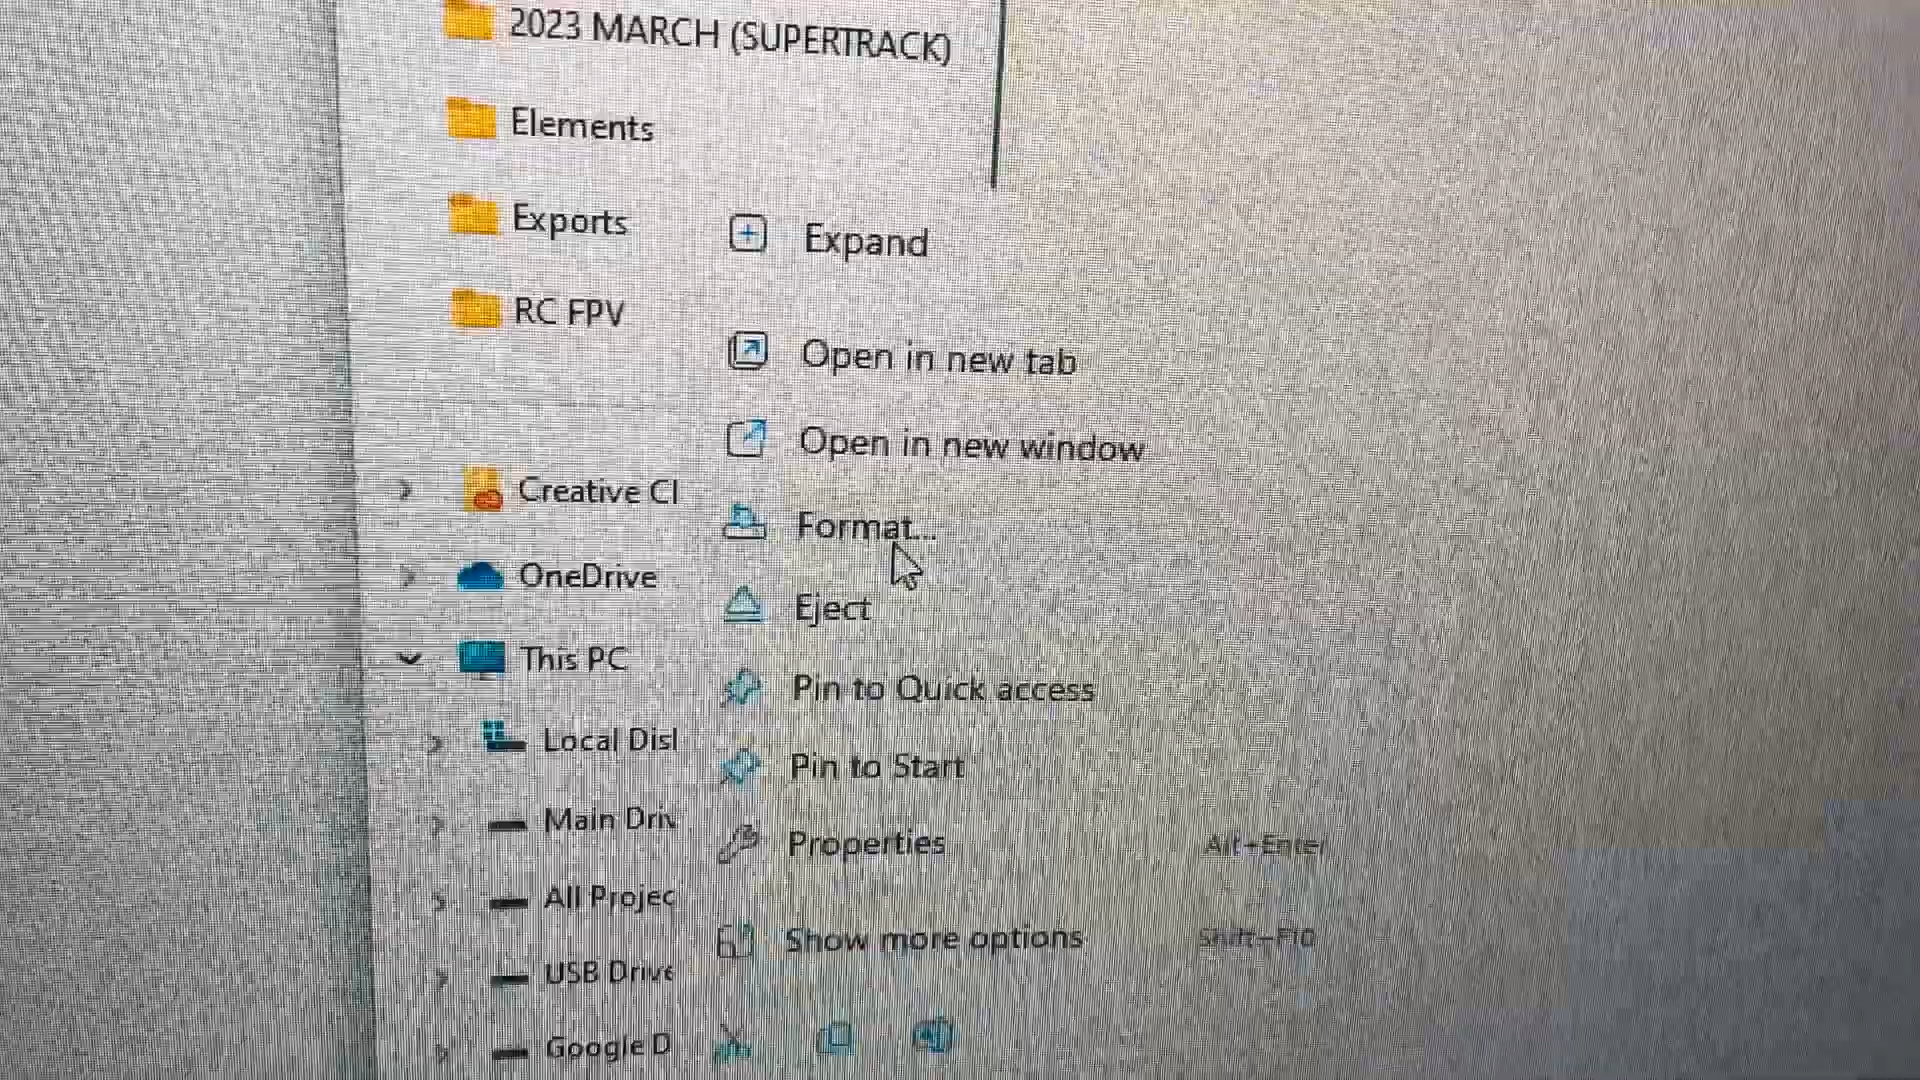 2023 MARCH (SUPERTRACK)
Elements
Exports
RC FPV
Creative Cl
OneDrive
This PC
Local Disl
Main Driv
All Projec
USB Drive
Google D
Expand
Open in new tab
Open in new window
Format...
Eject
Pin to Quick access
Pin to Start
Properties Alt+Enter
Show more options Shift+F10